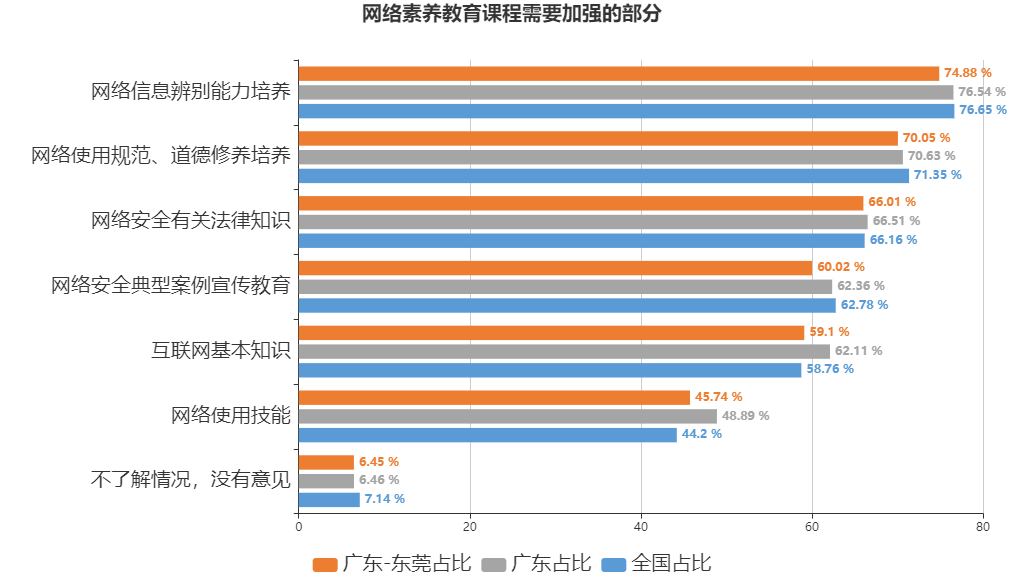 网络素养教育课程需要加强的部分
网络信息辨别能力培养
74.88 %
76.54 %
76.65 %
网络使用规范、道德修养培养
70.05 %
70.63 %
71.35 %
网络安全有关法律知识
66.01 %
66.51 %
66.16 %
网络安全典型案例宣传教育
60.02 %
62.36 %
62.78 %
互联网基本知识
59.1 %
62.11 %
58.76 %
网络使用技能
45.74 %
48.89 %
44.2 %
不了解情况，没有意见
6.45 %
6.46 %
7.14 %
0 20 40 60 80
广东-东莞占比 广东占比 全国占比